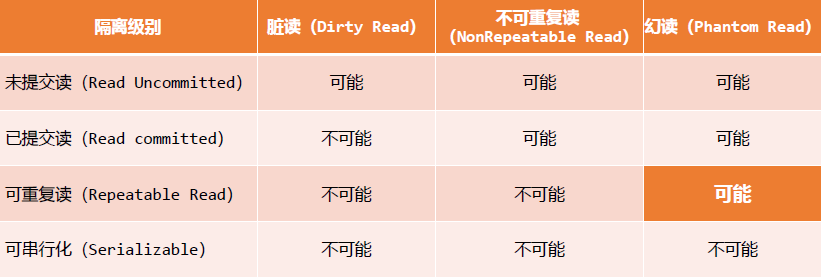 隔离级别 脏读（Dirty Read） 不可重复读（NonRepeatable Read） 幻读（Phantom Read）
未提交读（Read Uncommitted） 可能 可能 可能
已提交读（Read committed） 不可能 可能 可能
可重复读（Repeatable Read） 不可能 不可能 可能
可串行化（Serializable） 不可能 不可能 不可能